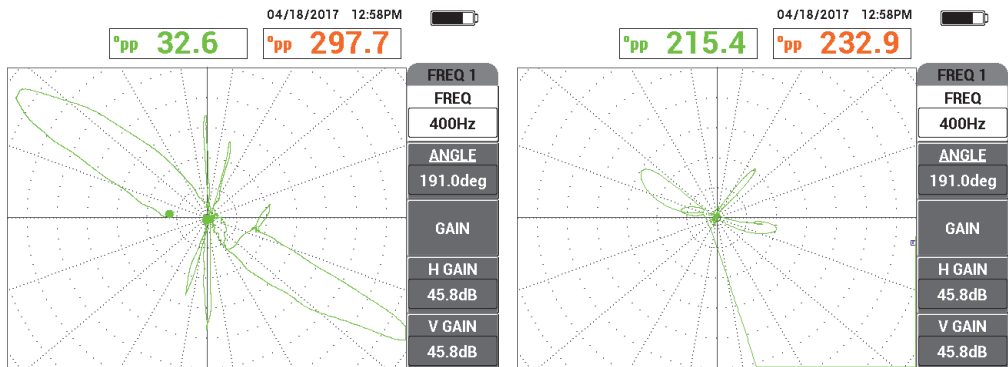 04/18/2017 12:58PM
°pp 32.6 °pp 297.7
FREQ 1
FREQ
400Hz
ANGLE
191.0deg
GAIN
H GAIN
45.8dB
V GAIN
45.8dB
04/18/2017 12:58PM
°pp 215.4 °pp 232.9
FREQ 1
FREQ
400Hz
ANGLE
191.0deg
GAIN
H GAIN
45.8dB
V GAIN
45.8dB